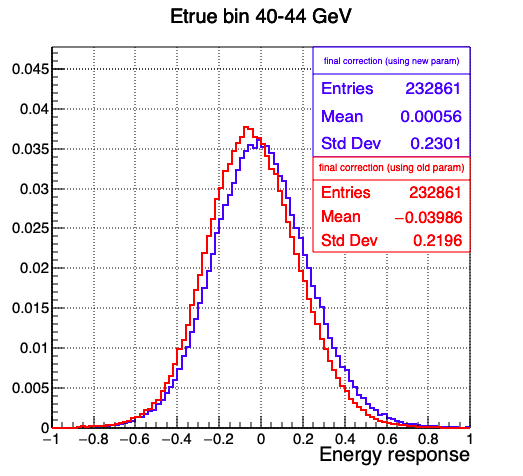 Etrue bin 40-44 GeV
final correction (using new param)
Entries 232861
Mean 0.00056
Std Dev 0.2301
final correction (using old param)
Entries 232861
Mean −0.03986
Std Dev 0.2196
0.045
0.04
0.035
0.03
0.025
0.02
0.015
0.01
0.005
0
−1 −0.8 −0.6 −0.4 −0.2 0 0.2 0.4 0.6 0.8 1
Energy response